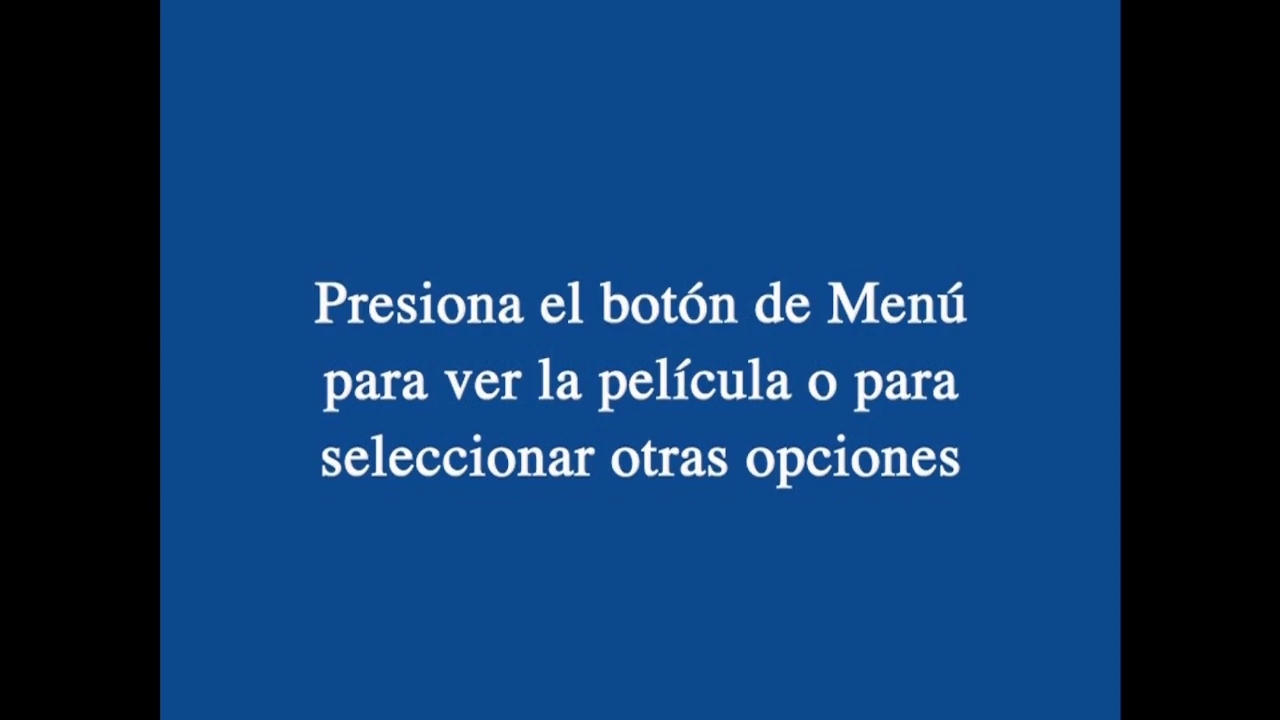 Presiona el botón de Menú
para ver la película o para
seleccionar otras opciones